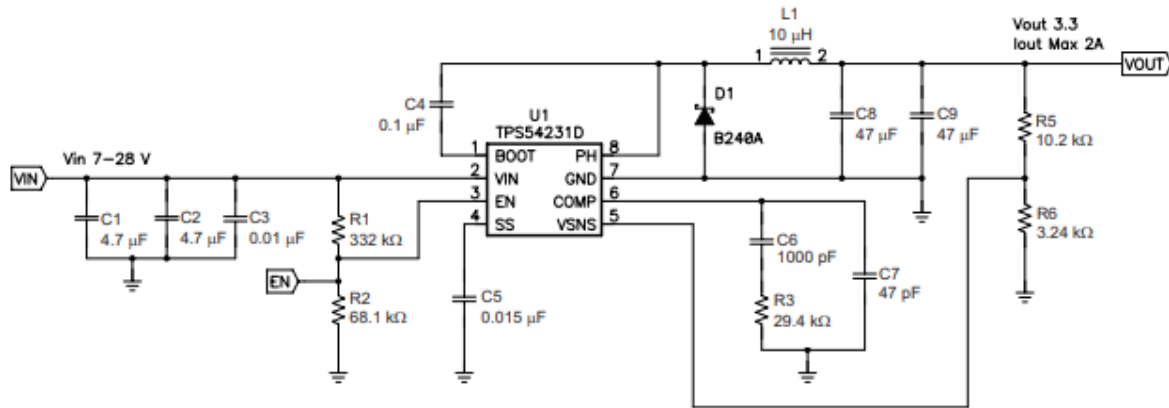 L1
10 μH
1
2
Vout 3.3
Iout Max 2A
VOUT
C4
0.1 μF
U1
TPS54231D
D1
B240A
C8
47 μF
C9
47 μF
R5
10.2 kΩ
Vin 7-28 V
VIN
1
BOOT
PH
8
2
VIN
GND
7
3
EN
COMP
6
4
SS
VSNS
5
C1
4.7 μF
C2
4.7 μF
C3
0.01 μF
R1
332 kΩ
R6
3.24 kΩ
C6
1000 pF
C7
47 pF
EN
R2
68.1 kΩ
C5
0.015 μF
R3
29.4 kΩ